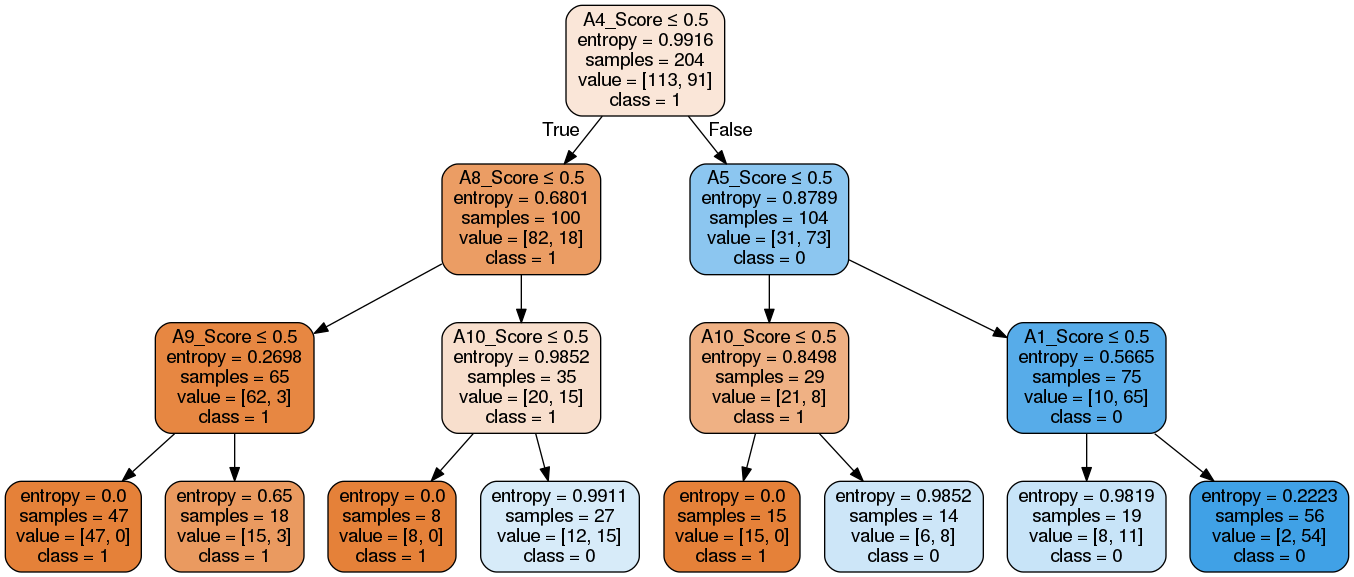 A4_Score ≤ 0.5
entropy = 0.9916
samples = 204
value = [113, 91]
class = 1
True
False
A8_Score ≤ 0.5
entropy = 0.6801
samples = 100
value = [82, 18]
class = 1
A5_Score ≤ 0.5
entropy = 0.8789
samples = 104
value = [31, 73]
class = 0
A9_Score ≤ 0.5
entropy = 0.2698
samples = 65
value = [62, 3]
class = 1
A10_Score ≤ 0.5
entropy = 0.9852
samples = 35
value = [20, 15]
class = 1
A10_Score ≤ 0.5
entropy = 0.8498
samples = 29
value = [21, 8]
class = 1
A1_Score ≤ 0.5
entropy = 0.5665
samples = 75
value = [10, 65]
class = 0
entropy = 0.0
samples = 47
value = [47, 0]
class = 1
entropy = 0.65
samples = 18
value = [15, 3]
class = 1
entropy = 0.0
samples = 8
value = [8, 0]
class = 1
entropy = 0.9911
samples = 27
value = [12, 15]
class = 0
entropy = 0.0
samples = 15
value = [15, 0]
class = 1
entropy = 0.9852
samples = 14
value = [6, 8]
class = 0
entropy = 0.9819
samples = 19
value = [8, 11]
class = 0
entropy = 0.2223
samples = 56
value = [2, 54]
class = 0